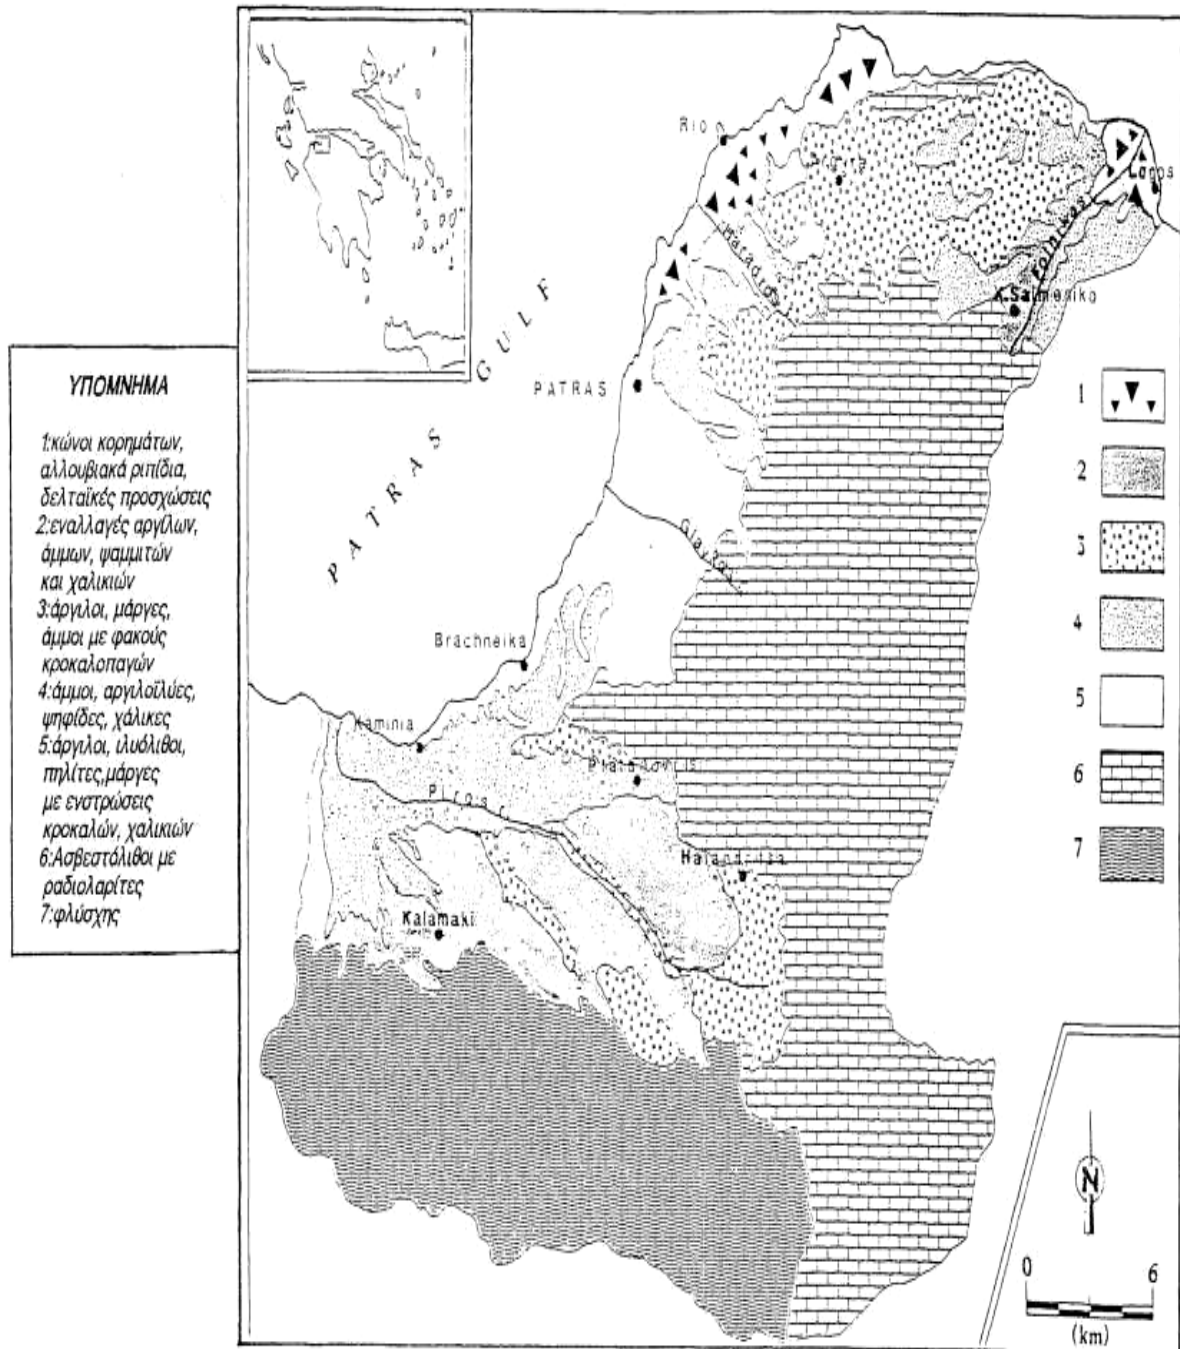 ΥΠΟΜΝΗΜΑ
1:κώνοι κορημάτων,
αλλουβιακά ριπίδια,
δελταϊκές προσχώσεις
2:εναλλαγές αργίλων,
άμμων, ψαμμιτών
και χαλικιών
3:άργιλοι, μάργες,
άμμοι με φακούς
κροκαλοπαγών
4:άμμοι, αργιλοϊλύες,
ψηφίδες, χάλικες
5:άργιλοι, ιλυόλιθοι,
πηλίτες,μάργες
με ενστρώσεις
κροκαλών, χαλικιών
6:Ασβεστόλιθοι με
ραδιολαρίτες
7:φλύσχης
PATRAS GULF
Rio
Lagos
K.Salmeniko
PATRAS
Brachneika
Kaminia
Piros r.
Kalamaki
1
2
3
4
5
6
7
N
0 6
(km)